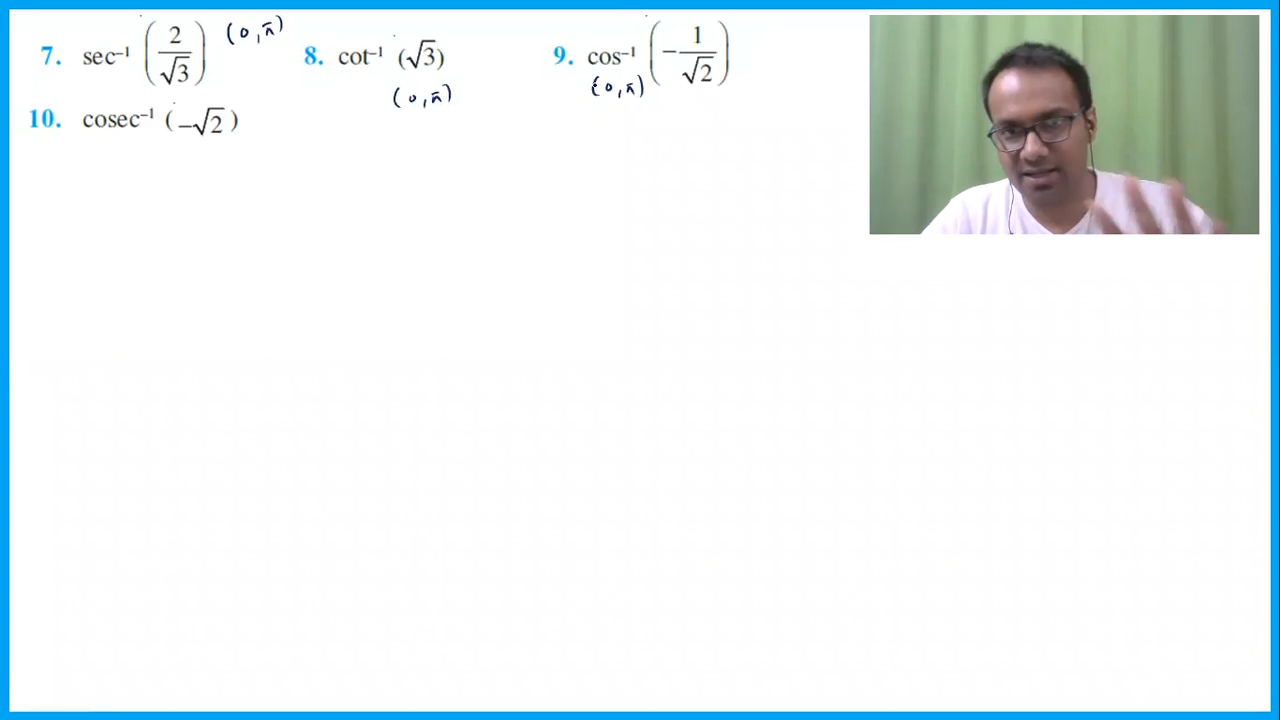 7. sec⁻¹ (2/√3) (0, π) 8. cot⁻¹ (√3) 9. cos⁻¹ (−1/√2)
(0, π) (0, π)
10. cosec⁻¹ (−√2)